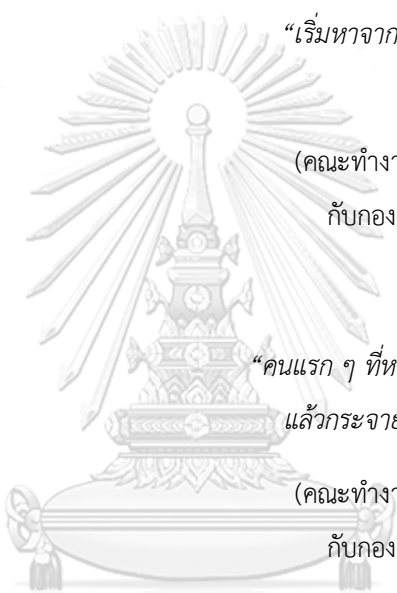 “เริ่มหาจาก
(คณะทำงา
กับกอง
“คนแรก ๆ ที่ห
แล้วกระจาย
(คณะทำงา
กับกอง